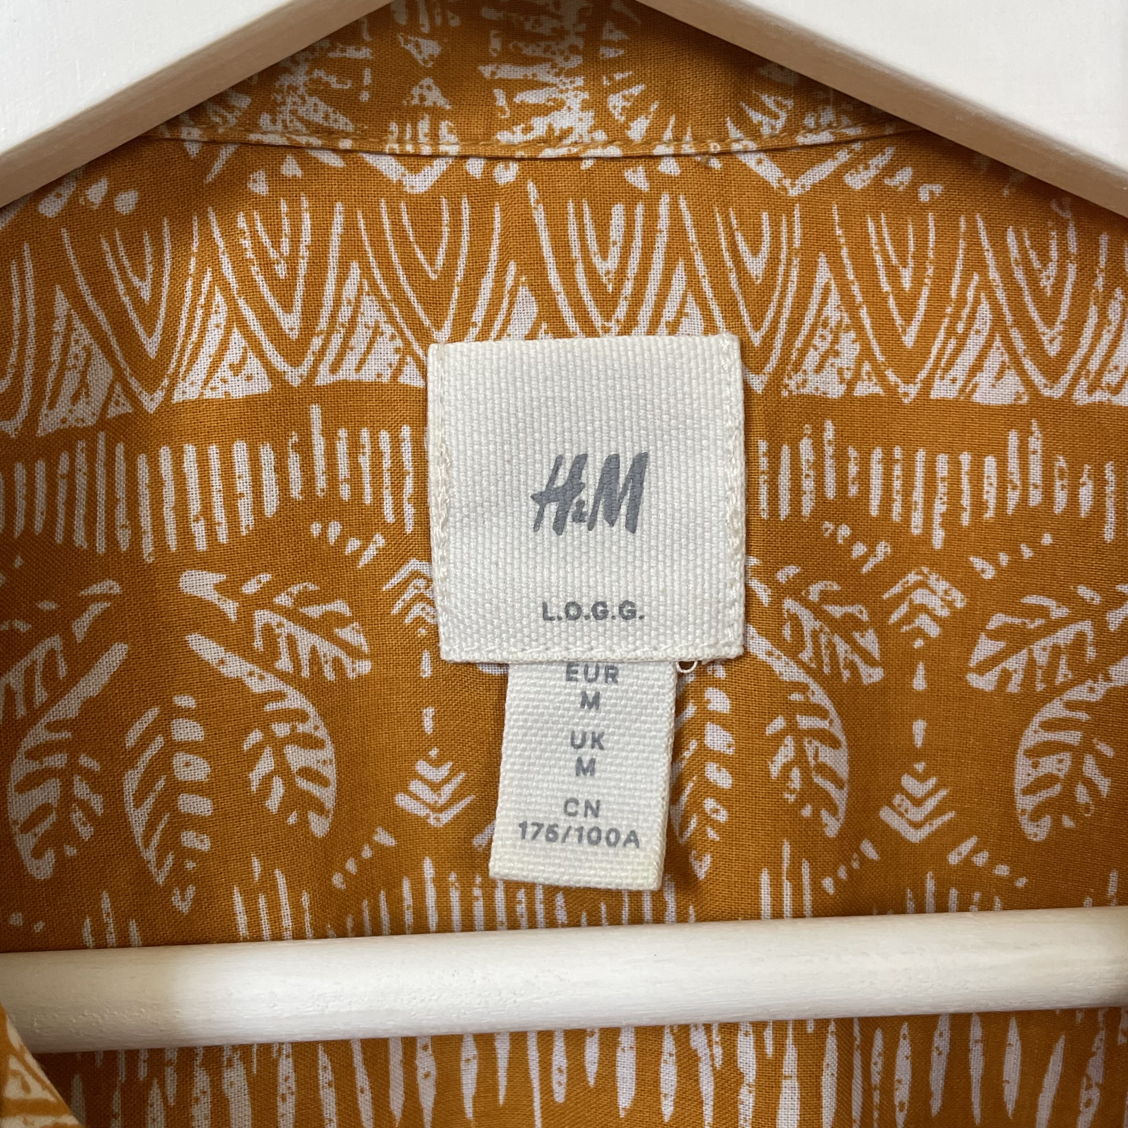 H&M
L.O.G.G.
EUR
M
UK
M
CN
175/100A